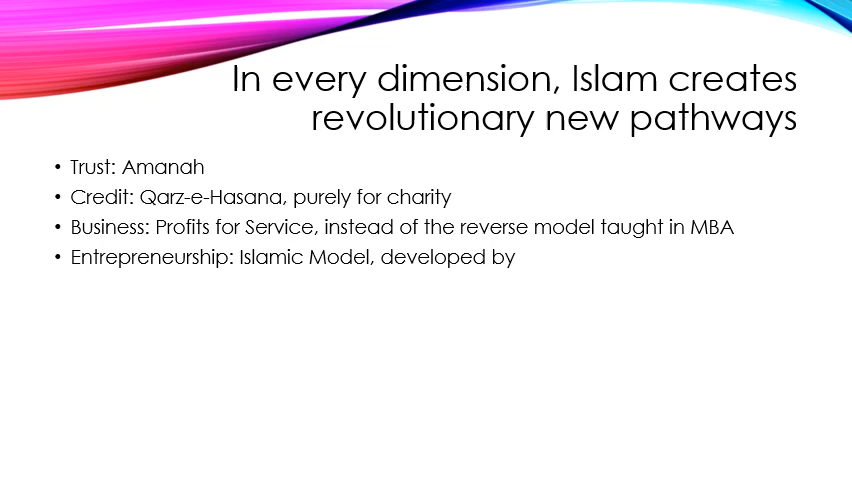 In every dimension, Islam creates
revolutionary new pathways
• Trust: Amanah
• Credit: Qarz-e-Hasana, purely for charity
• Business: Profits for Service, instead of the reverse model taught in MBA
• Entrepreneurship: Islamic Model, developed by